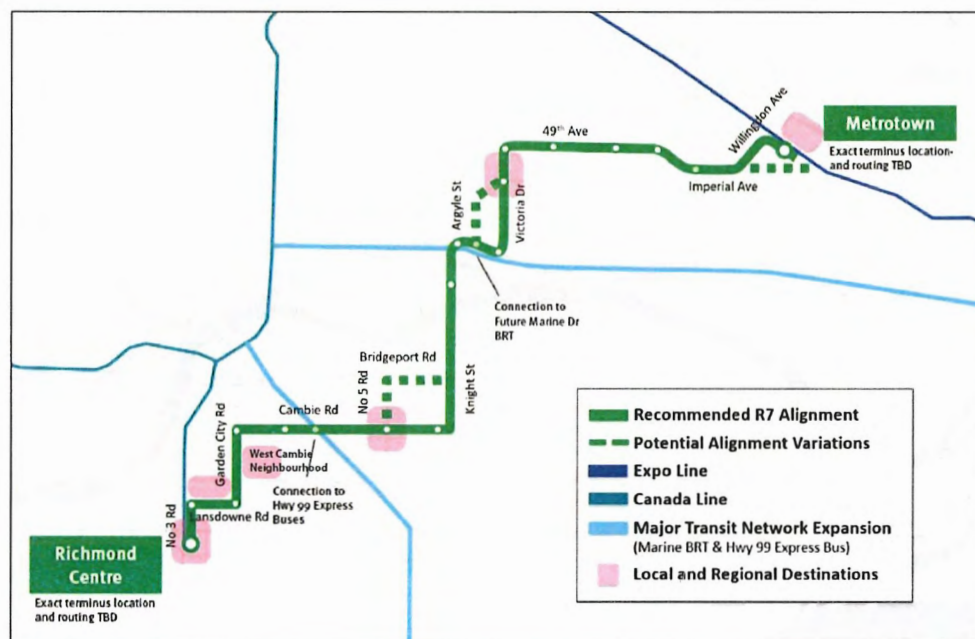 Willingdon Ave
Metrotown
49th Ave
Exact terminus location-
and routing TBD
Argyle St
Victoria Dr
Imperial Ave
Connection to
Future Marine Dr
BRT
Bridgeport Rd
No 5 Rd
Knight St
Cambie Rd
Garden City Rd
West Cambie
Neighbourhood
Connection to
Hwy 99 Express
Buses
No 3 Rd
Lansdowne Rd
Richmond
Centre
Exact terminus location
and routing TBD
Recommended R7 Alignment
Potential Alignment Variations
Expo Line
Canada Line
Major Transit Network Expansion
(Marine BRT & Hwy 99 Express Bus)
Local and Regional Destinations